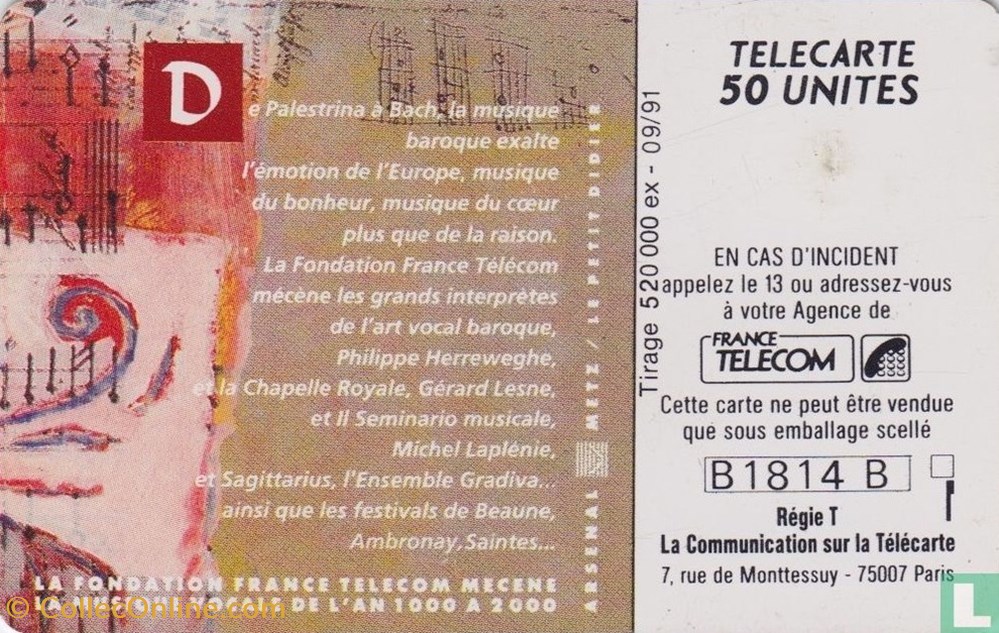 D
e Palestrina à Bach, la musique
baroque exalte
l'émotion de l'Europe, musique
du bonheur, musique du cœur
plus que de la raison.
La Fondation France Télécom
mécène les grands interprètes
de l'art vocal baroque,
Philippe Herreweghe,
et la Chapelle Royale, Gérard Lesne,
et Il Seminario musicale,
Michel Laplénie,
et Sagittarius, l'Ensemble Gradiva...
ainsi que les festivals de Beaune,
Ambronay, Saintes...
LA FONDATION FRANCE TELECOM MECENE
LA MUSIQUE VOCALE DE L'AN 1000 A 2000
ARSENAL METZ / LE PETIT DIDIER
Tirage 520 000 ex - 09/91
TELECARTE
50 UNITES
EN CAS D'INCIDENT
appelez le 13 ou adressez-vous
à votre Agence de
FRANCE
TELECOM
Cette carte ne peut être vendue
que sous emballage scellé
B1814 B
Régie T
La Communication sur la Télécarte
7, rue de Monttessuy - 75007 Paris
© CollecOnline.com
L